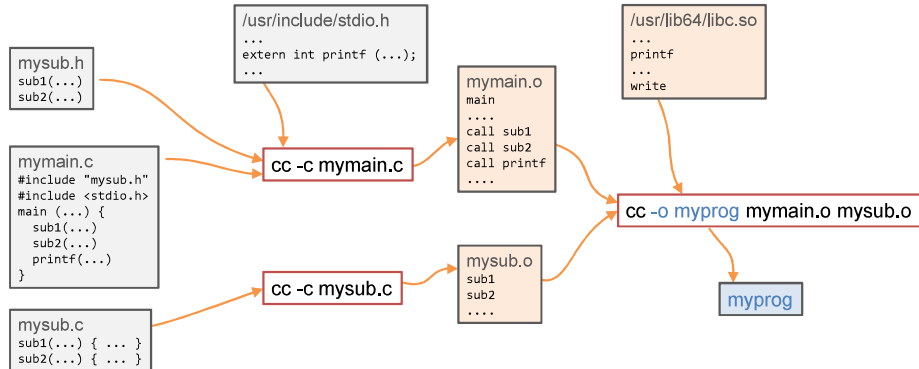 /usr/include/stdio.h
...
extern int printf (...);
...
/usr/lib64/libc.so
...
printf
...
write
mysub.h
sub1(...)
sub2(...)
mymain.o
main
....
call sub1
call sub2
call printf
....
mymain.c
#include "mysub.h"
#include <stdio.h>
main (...) {
sub1(...)
sub2(...)
printf(...)
}
cc -c mymain.c
cc -o myprog mymain.o mysub.o
mysub.o
sub1
sub2
....
cc -c mysub.c
myprog
mysub.c
sub1(...) { ... }
sub2(...) { ... }